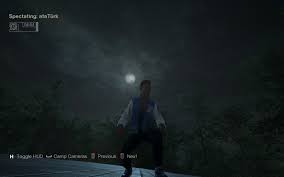 Spectating: ataTürk
H Toggle HUD Camp Cameras Previous Next